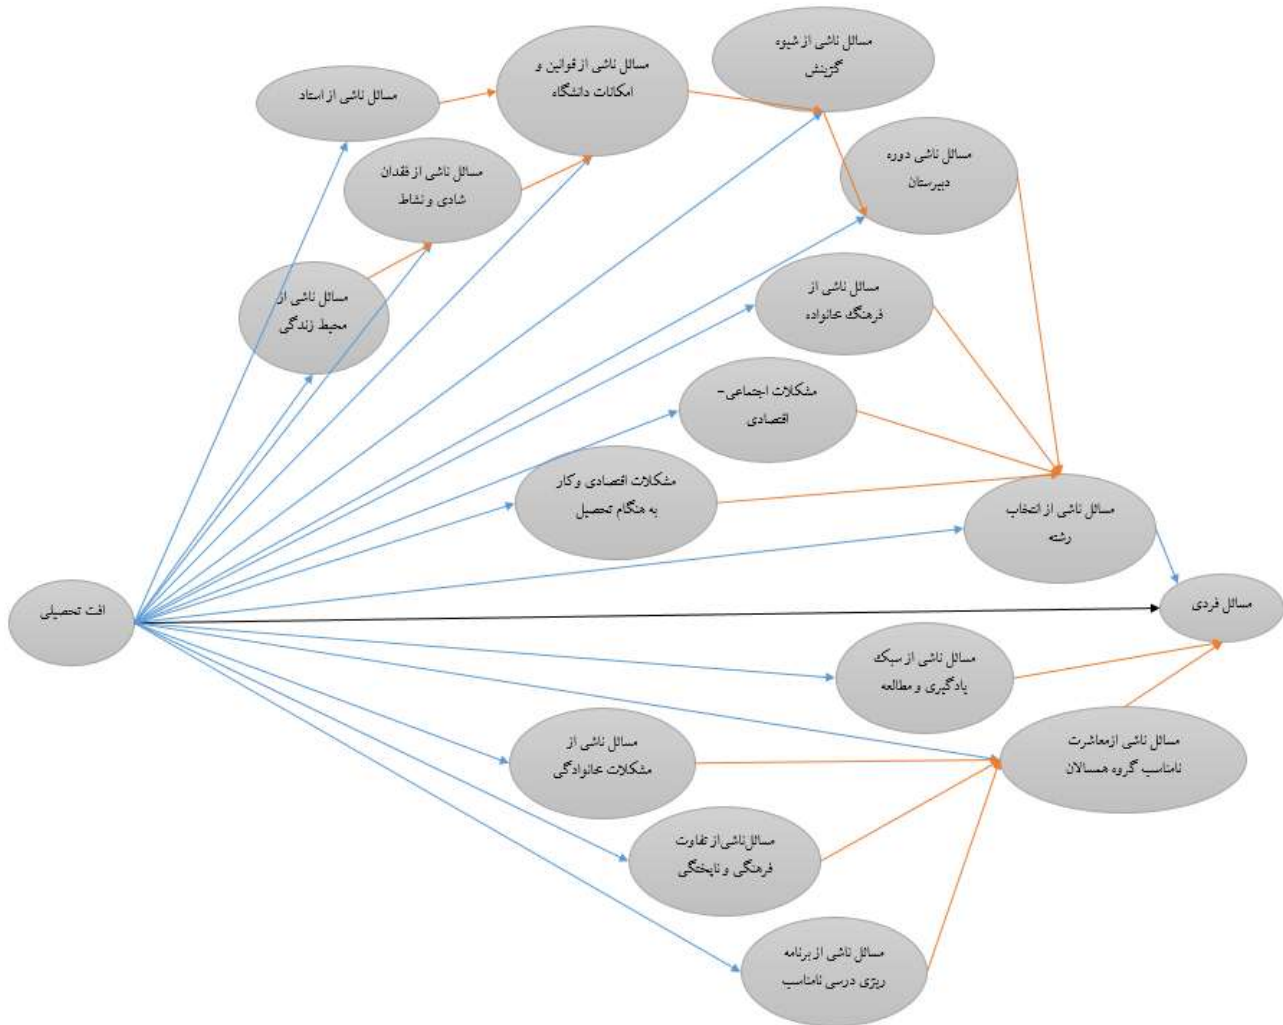 مسائل ناشی از شیوه
گزینش
مسائل ناشی از قوانین و
امکانات دانشگاه
مسائل ناشی از استاد
مسائل ناشی دوره
دبیرستان
مسائل ناشی از فقدان
شادی و نشاط
مسائل ناشی از
فرهنگ خانواده
مسائل ناشی از
محیط زندگی
مشکلات اجتماعی-
اقتصادی
مشکلات اقتصادی و کار
به هنگام تحصیل
مسائل ناشی از انتخاب
رشته
مسائل فردی
افت تحصیلی
مسائل ناشی از سبک
یادگیری و مطالعه
مسائل ناشی ازمعاشرت
نامناسب گروه همسالان
مسائل ناشی از
مشکلات خانوادگی
مسائل ناشی از تفاوت
فرهنگی و ناپختگی
مسائل ناشی از برنامه
ریزی درسی نامناسب